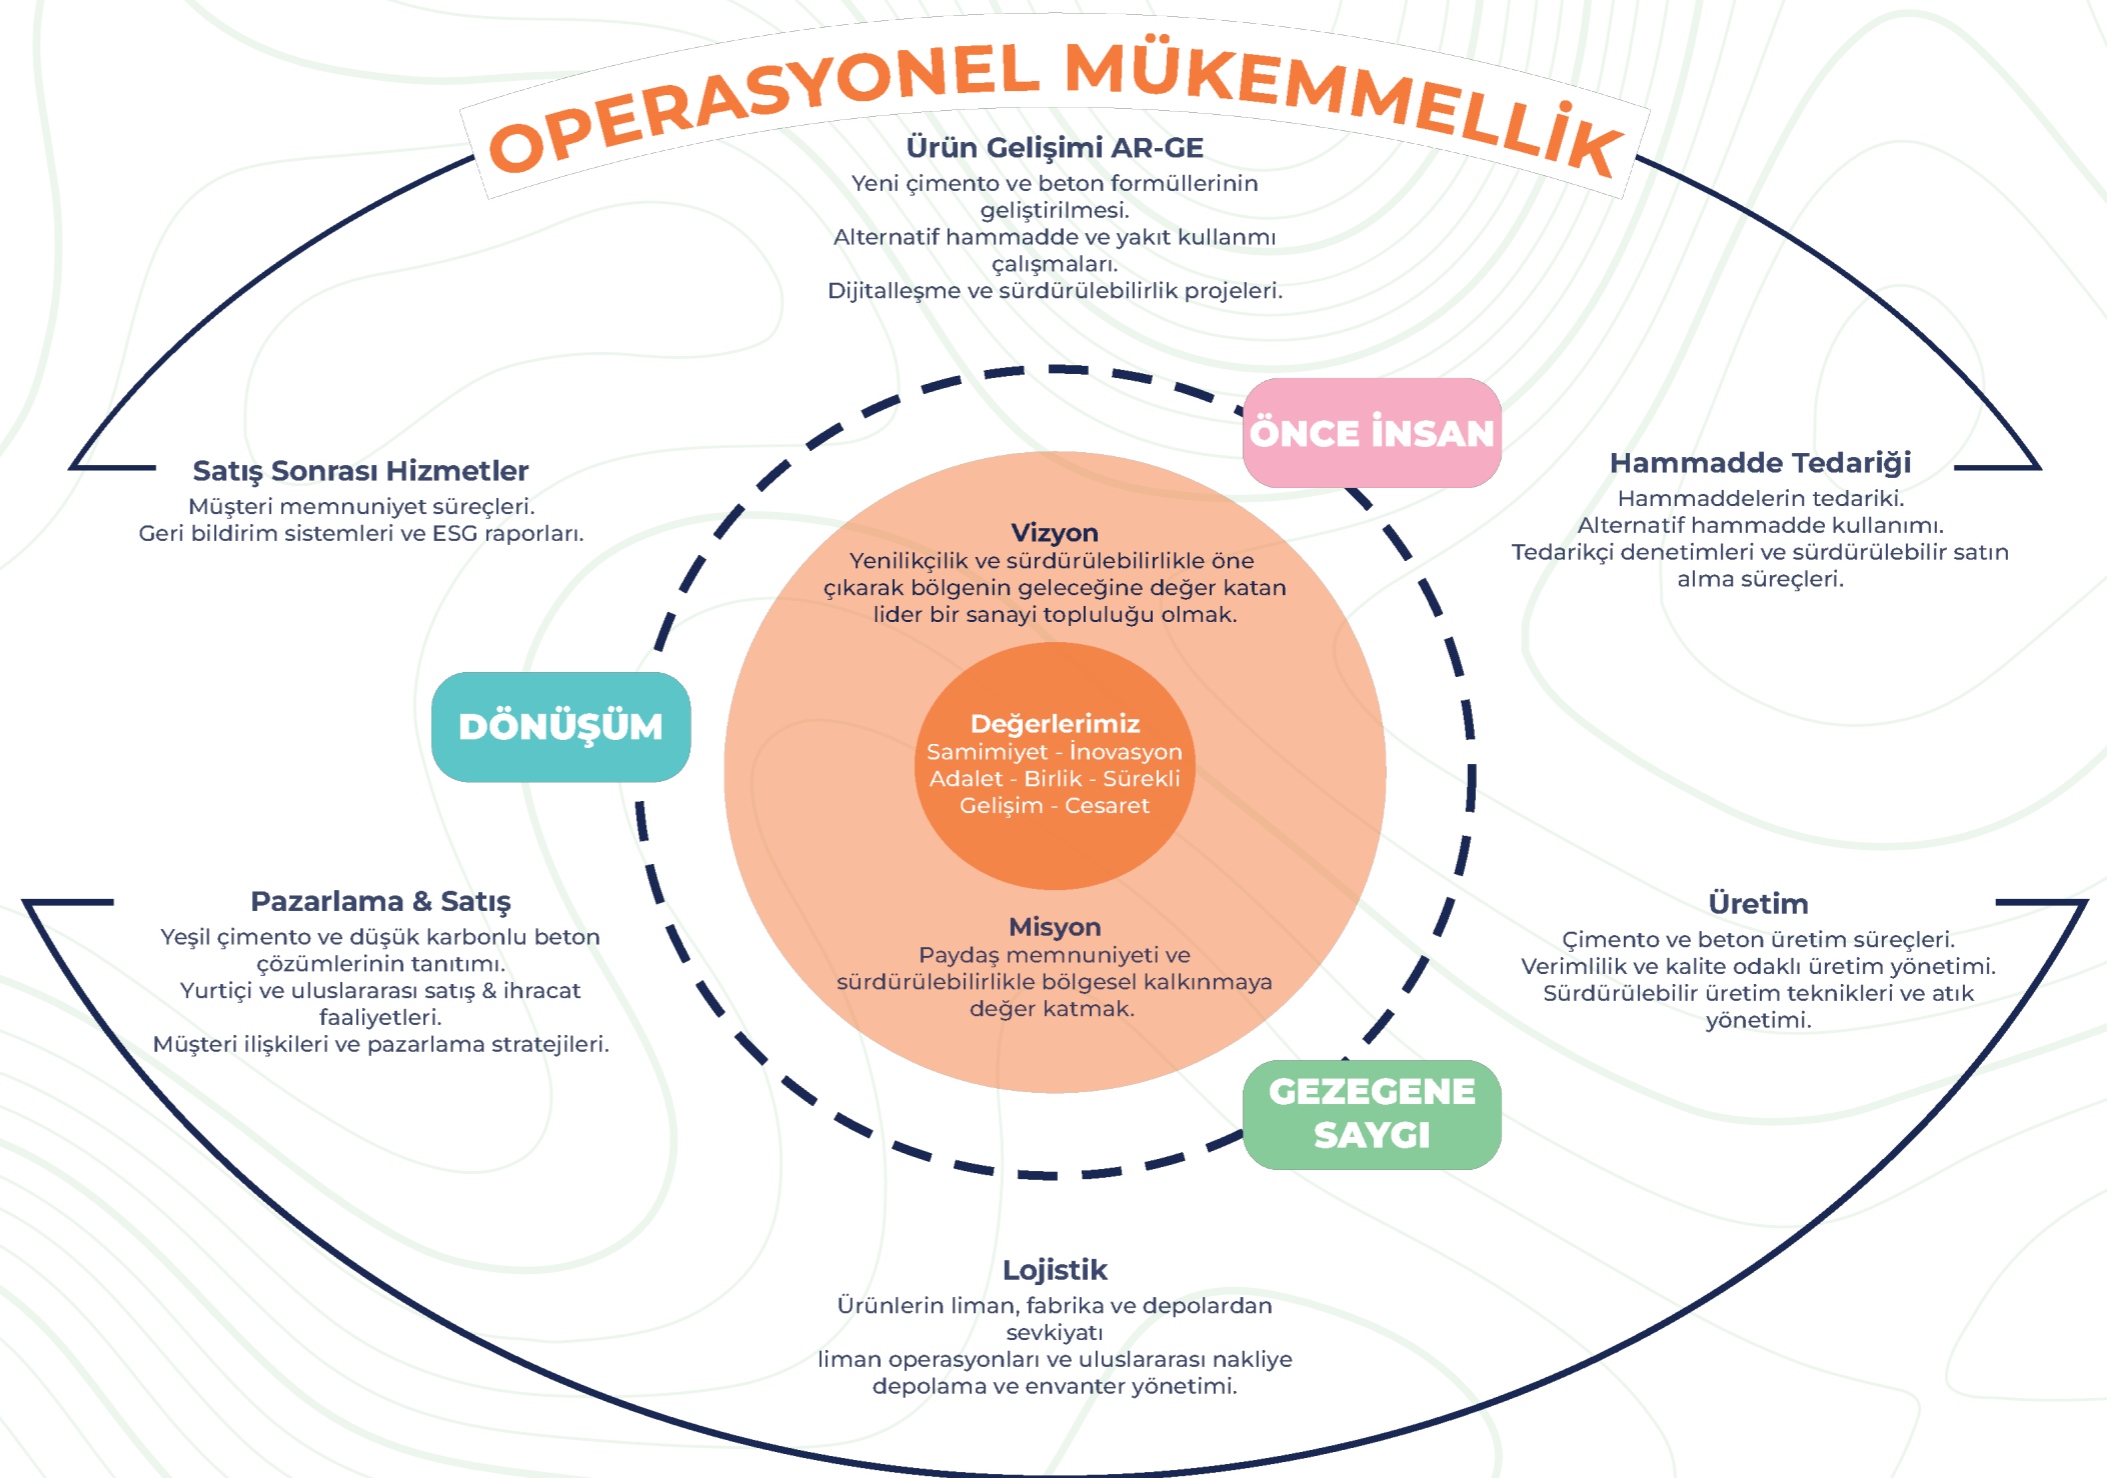 OPERASYONEL MÜKEMMELLİK
Ürün Gelişimi AR-GE
Yeni çimento ve beton formüllerinin
geliştirilmesi.
Alternatif hammadde ve yakıt kullanmı
çalışmaları.
Dijitalleşme ve sürdürülebilirlik projeleri.
ÖNCE İNSAN
Satış Sonrası Hizmetler
Müşteri memnuniyet süreçleri.
Geri bildirim sistemleri ve ESG raporları.
Hammadde Tedariği
Hammaddelerin tedariki.
Alternatif hammadde kullanımı.
Tedarikçi denetimleri ve sürdürülebilir satın
alma süreçleri.
Vizyon
Yenilikçilik ve sürdürülebilirlikle öne
çıkarak bölgenin geleceğine değer katan
lider bir sanayi topluluğu olmak.
DÖNÜŞÜM
Değerlerimiz
Samimiyet - İnovasyon
Adalet - Birlik - Sürekli
Gelişim - Cesaret
Misyon
Paydaş memnuniyeti ve
sürdürülebilirlikle bölgesel kalkınmaya
değer katmak.
Pazarlama & Satış
Yeşil çimento ve düşük karbonlu beton
çözümlerinin tanıtımı.
Yurtiçi ve uluslararası satış & ihracat
faaliyetleri.
Müşteri ilişkileri ve pazarlama stratejileri.
Üretim
Çimento ve beton üretim süreçleri.
Verimlilik ve kalite odaklı üretim yönetimi.
Sürdürülebilir üretim teknikleri ve atık
yönetimi.
GEZEGENE
SAYGI
Lojistik
Ürünlerin liman, fabrika ve depolardan
sevkiyatı
liman operasyonları ve uluslararası nakliye
depolama ve envanter yönetimi.